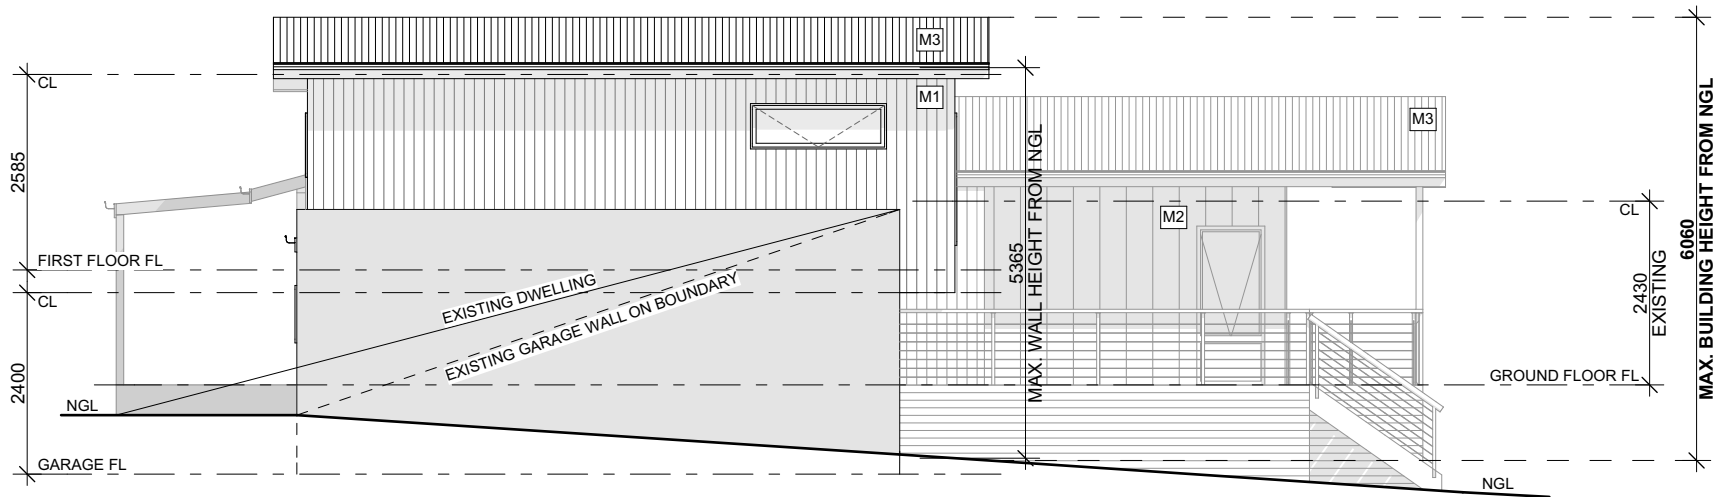 M3
CL
M1
M3
2585
CL
M2
FIRST FLOOR FL
CL
EXISTING DWELLING
EXISTING GARAGE WALL ON BOUNDARY
5365
MAX. WALL HEIGHT FROM NGL
2430
EXISTING
6060
MAX. BUILDING HEIGHT FROM NGL
2400
GROUND FLOOR FL
NGL
GARAGE FL
NGL